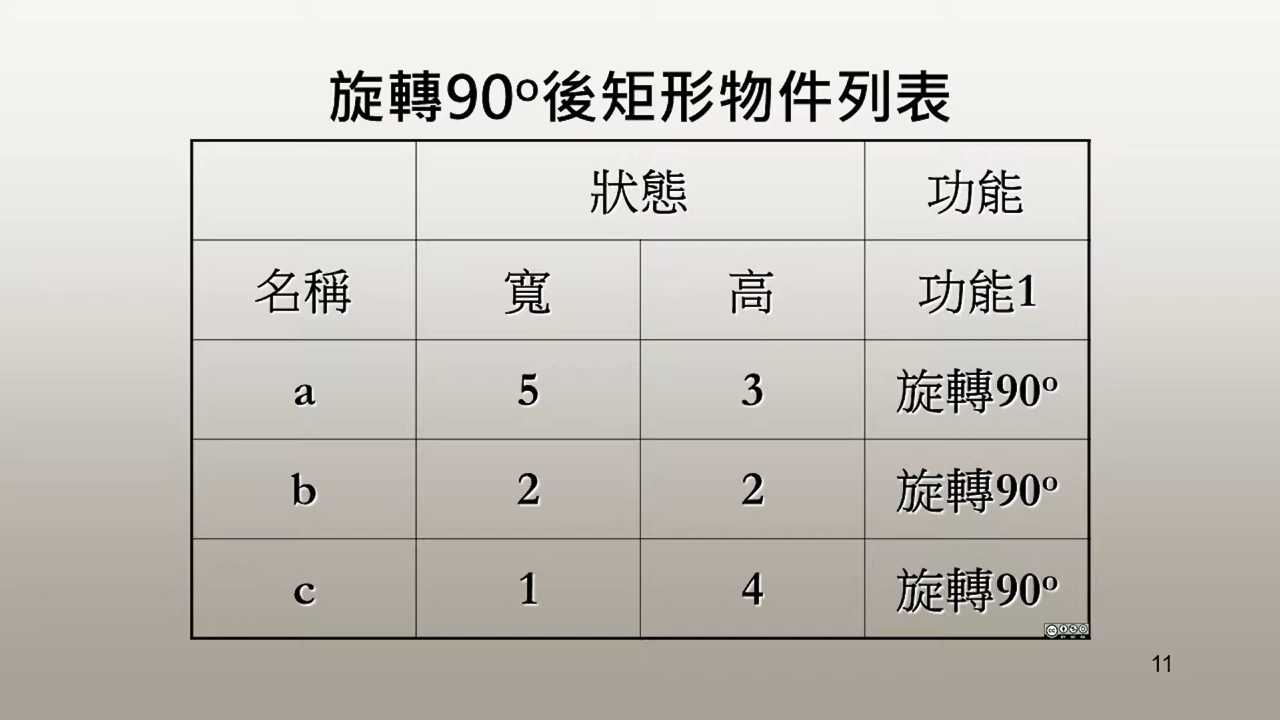 旋轉90º後矩形物件列表
狀態 功能
名稱 寬 高 功能1
a 5 3 旋轉90º
b 2 2 旋轉90º
c 1 4 旋轉90º
11